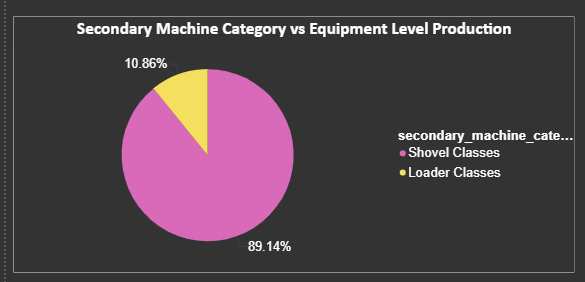 Secondary Machine Category vs Equipment Level Production
10.86%
secondary_machine_cate...
Shovel Classes
Loader Classes
89.14%